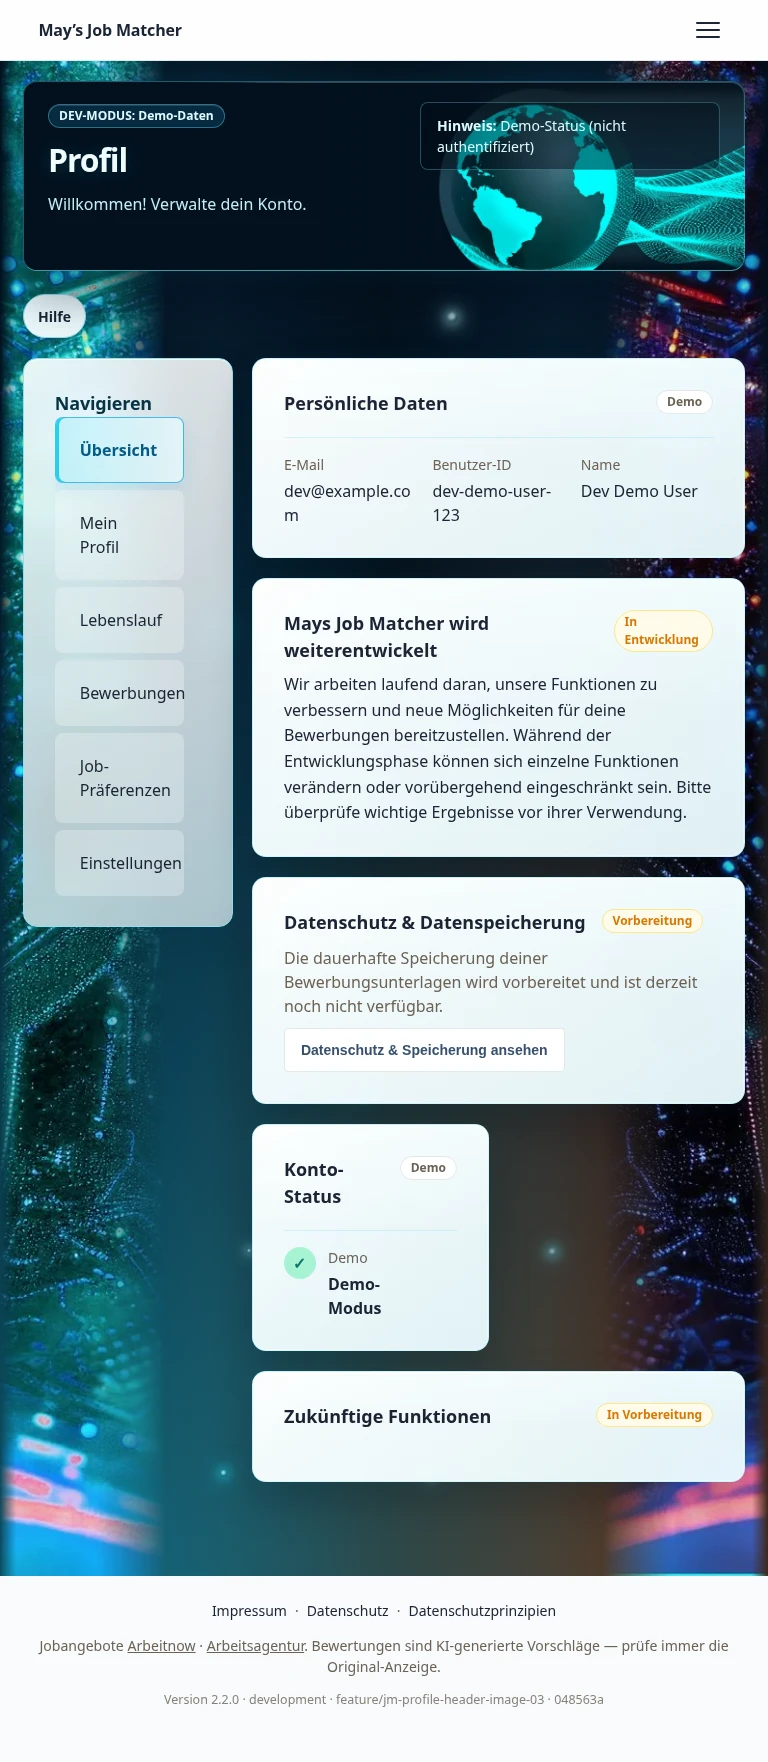 May’s Job Matcher
DEV-MODUS: Demo-Daten
Profil
Willkommen! Verwalte dein Konto.
Hinweis: Demo-Status (nicht
authentifiziert)
Hilfe
Navigieren
Übersicht
Mein
Profil
Lebenslauf
Bewerbungen
Job-
Präferenzen
Einstellungen
Persönliche Daten
Demo
E-Mail
Benutzer-ID
Name
dev@example.co
m
dev-demo-user-
123
Dev Demo User
Mays Job Matcher wird
weiterentwickelt
In
Entwicklung
Wir arbeiten laufend daran, unsere Funktionen zu
verbessern und neue Möglichkeiten für deine
Bewerbungen bereitzustellen. Während der
Entwicklungsphase können sich einzelne Funktionen
verändern oder vorübergehend eingeschränkt sein. Bitte
überprüfe wichtige Ergebnisse vor ihrer Verwendung.
Datenschutz & Datenspeicherung
Vorbereitung
Die dauerhafte Speicherung deiner
Bewerbungsunterlagen wird vorbereitet und ist derzeit
noch nicht verfügbar.
Datenschutz & Speicherung ansehen
Konto-
Status
Demo
✓
Demo
Demo-
Modus
Zukünftige Funktionen
In Vorbereitung
Impressum · Datenschutz · Datenschutzprinzipien
Jobangebote Arbeitnow · Arbeitsagentur. Bewertungen sind KI-generierte Vorschläge — prüfe immer die
Original-Anzeige.
Version 2.2.0 · development · feature/jm-profile-header-image-03 · 048563a